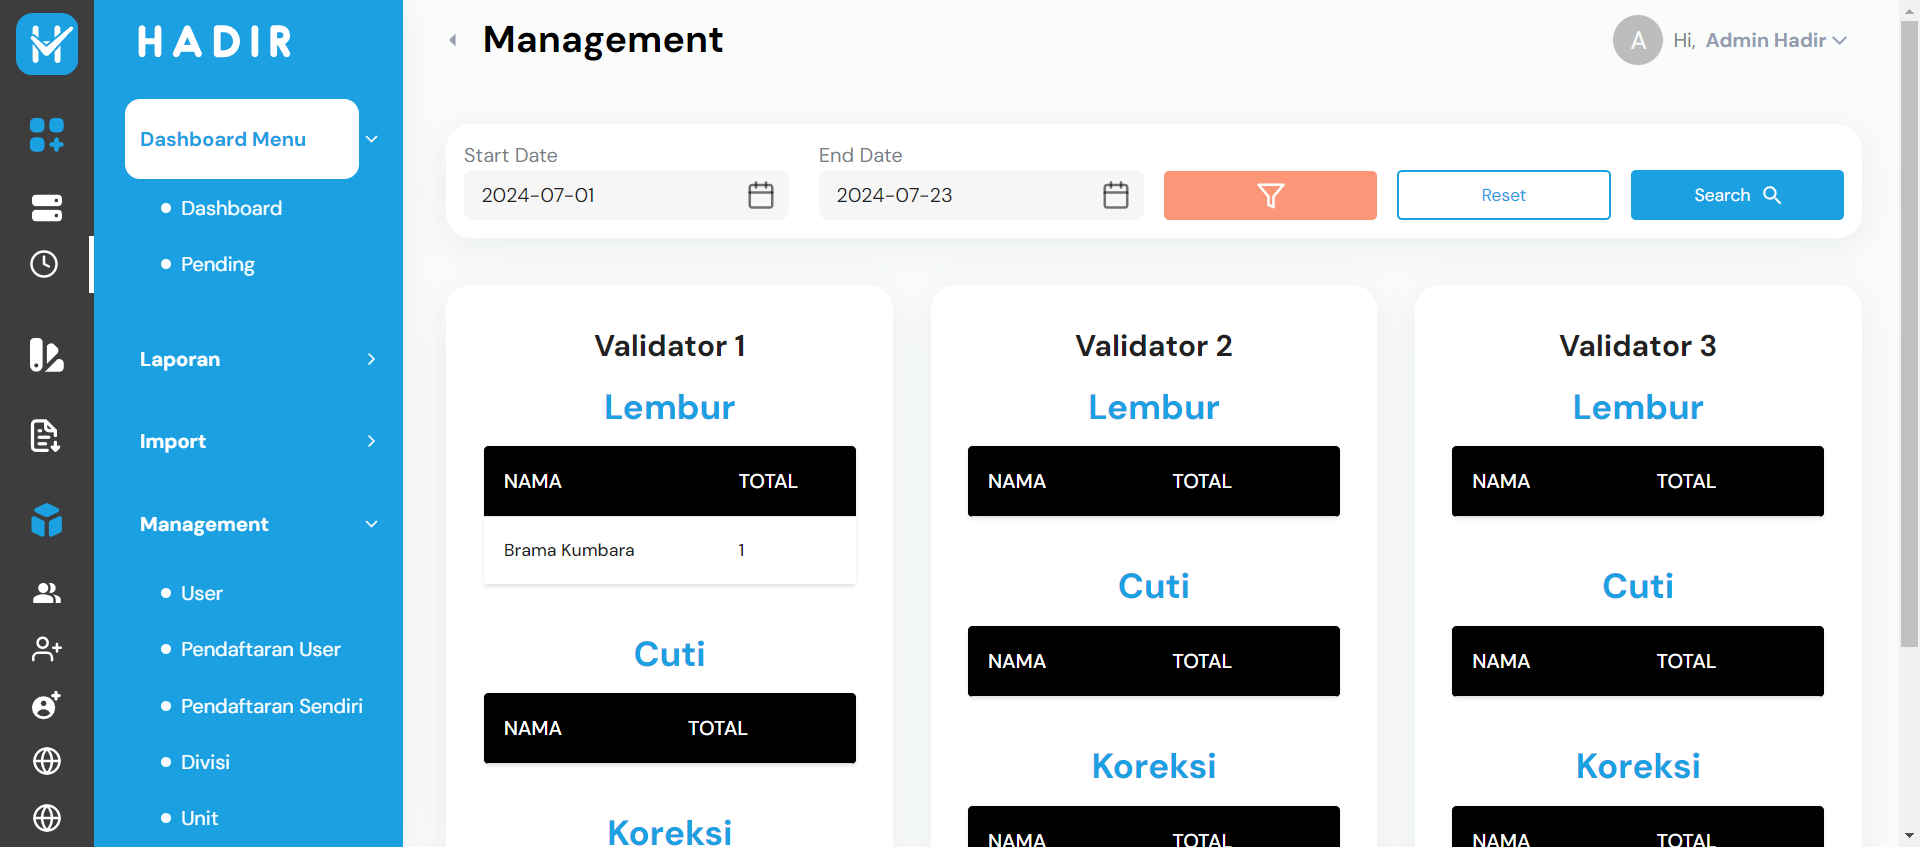 HADIR
Dashboard Menu
Dashboard
Pending
Laporan
Import
Management
User
Pendaftaran User
Pendaftaran Sendiri
Divisi
Unit
Management
A Hi, Admin Hadir
Start Date
2024-07-01
End Date
2024-07-23
Reset
Search
Validator 1
Lembur
NAMA TOTAL
Brama Kumbara 1
Cuti
NAMA TOTAL
Koreksi
Validator 2
Lembur
NAMA TOTAL
Cuti
NAMA TOTAL
Koreksi
NAMA TOTAL
Validator 3
Lembur
NAMA TOTAL
Cuti
NAMA TOTAL
Koreksi
NAMA TOTAL